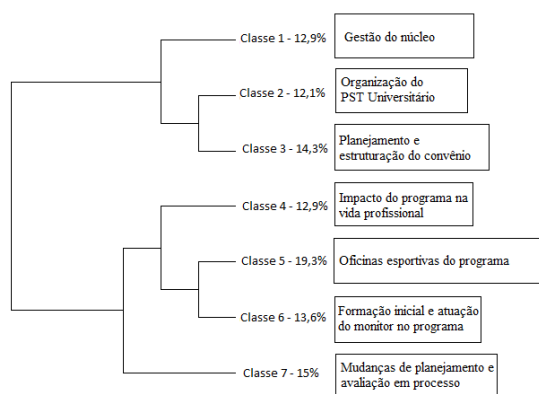 Classe 1 - 12,9%
Gestão do núcleo
Classe 2 - 12,1%
Organização do
PST Universitário
Classe 3 - 14,3%
Planejamento e
estruturação do convênio
Classe 4 - 12,9%
Impacto do programa na
vida profissional
Classe 5 - 19,3%
Oficinas esportivas do programa
Classe 6 - 13,6%
Formação inicial e atuação
do monitor no programa
Classe 7 - 15%
Mudanças de planejamento e
avaliação em processo